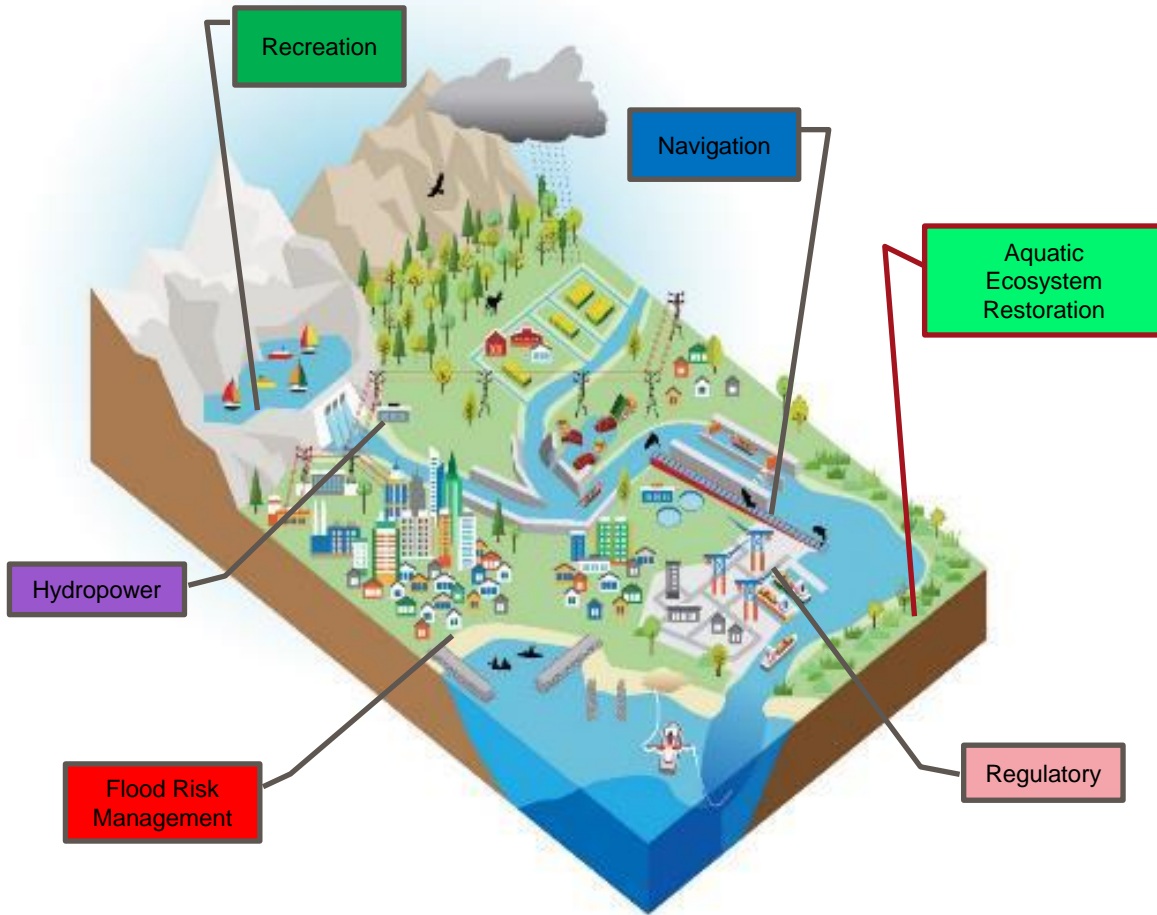 Recreation
Navigation
Aquatic
Ecosystem
Restoration
Hydropower
Flood Risk
Management
Regulatory